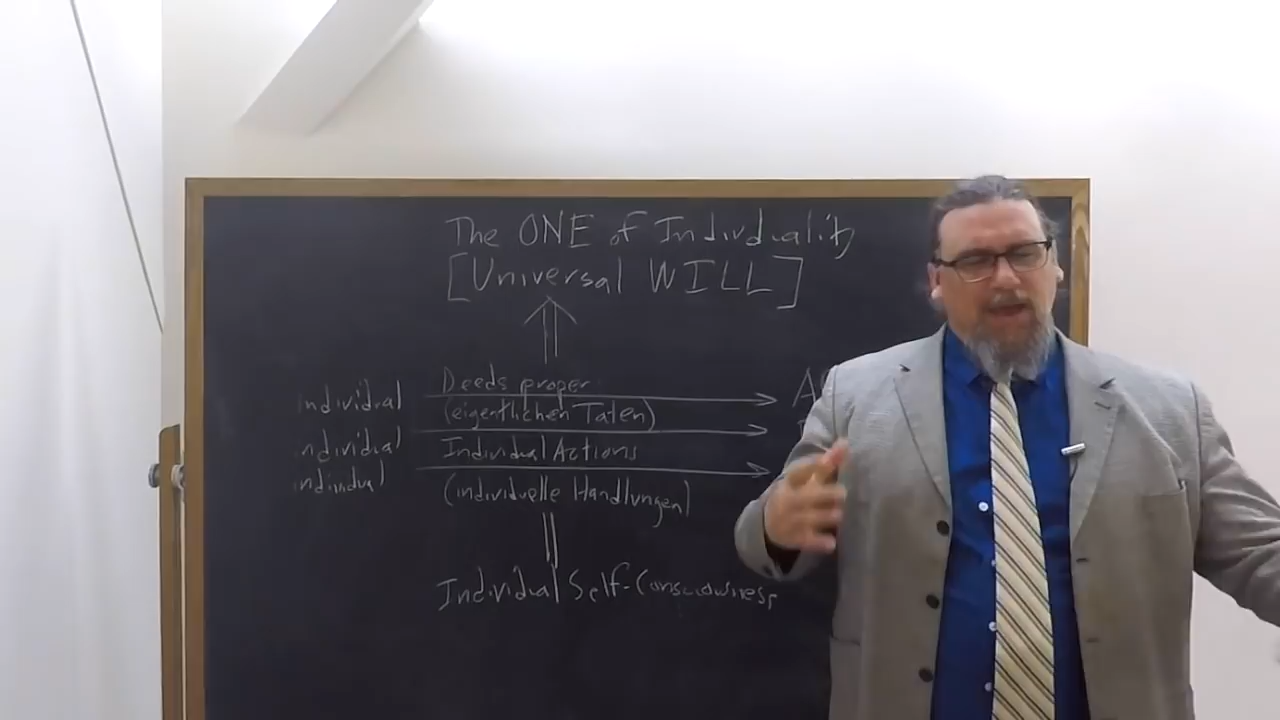 The ONE of Indivduality
[Universal WILL]
Deeds proper
individual
(eigentlichen Taten)
individual
Individual Actions
individual
(individuelle Handlungen)
Individual Self-Consciousness